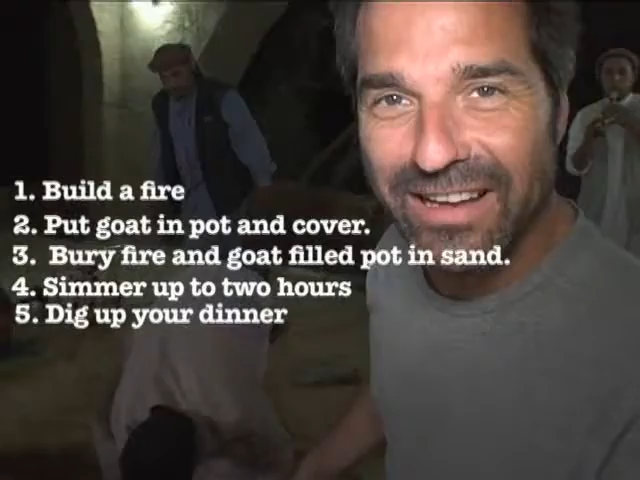 1. Build a fire
2. Put goat in pot and cover.
3. Bury fire and goat filled pot in sand.
4. Simmer up to two hours
5. Dig up your dinner